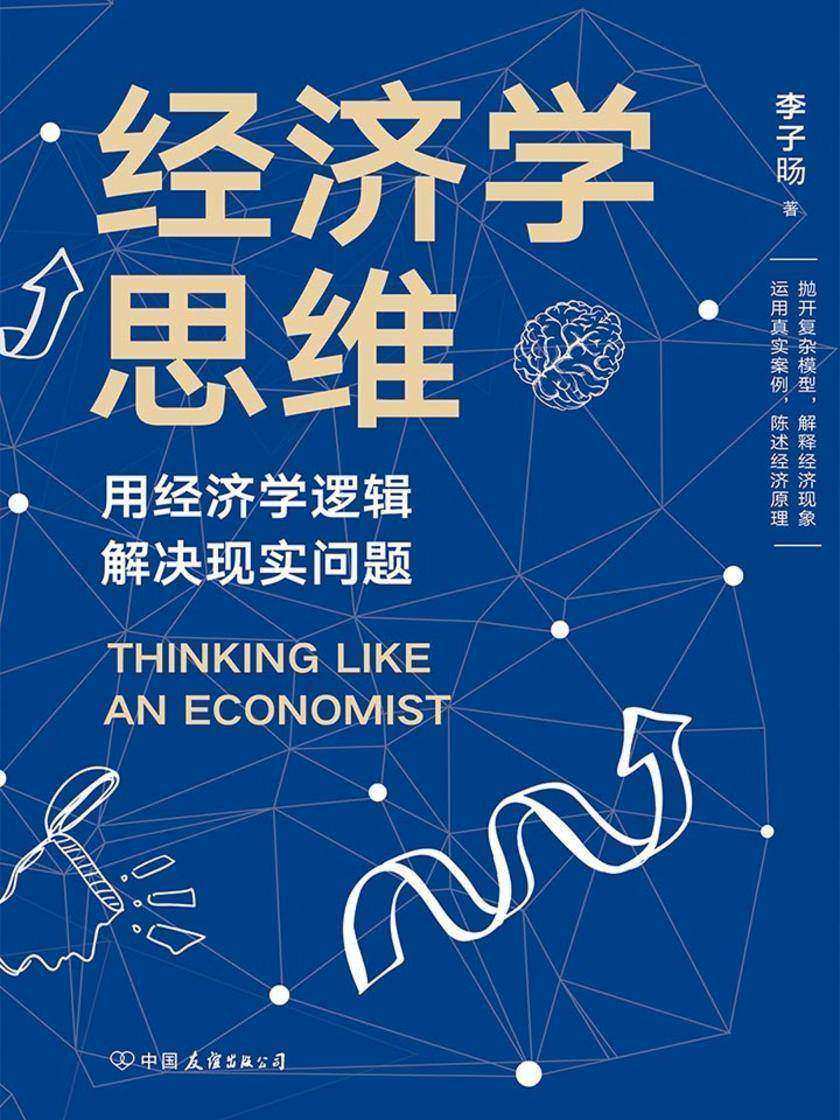 经济学
思维
用经济学逻辑
解决现实问题
THINKING LIKE
AN ECONOMIST
李子旸
著
抛开复杂模型，解释经济现象
运用真实案例，陈述经济原理
中国友谊出版公司